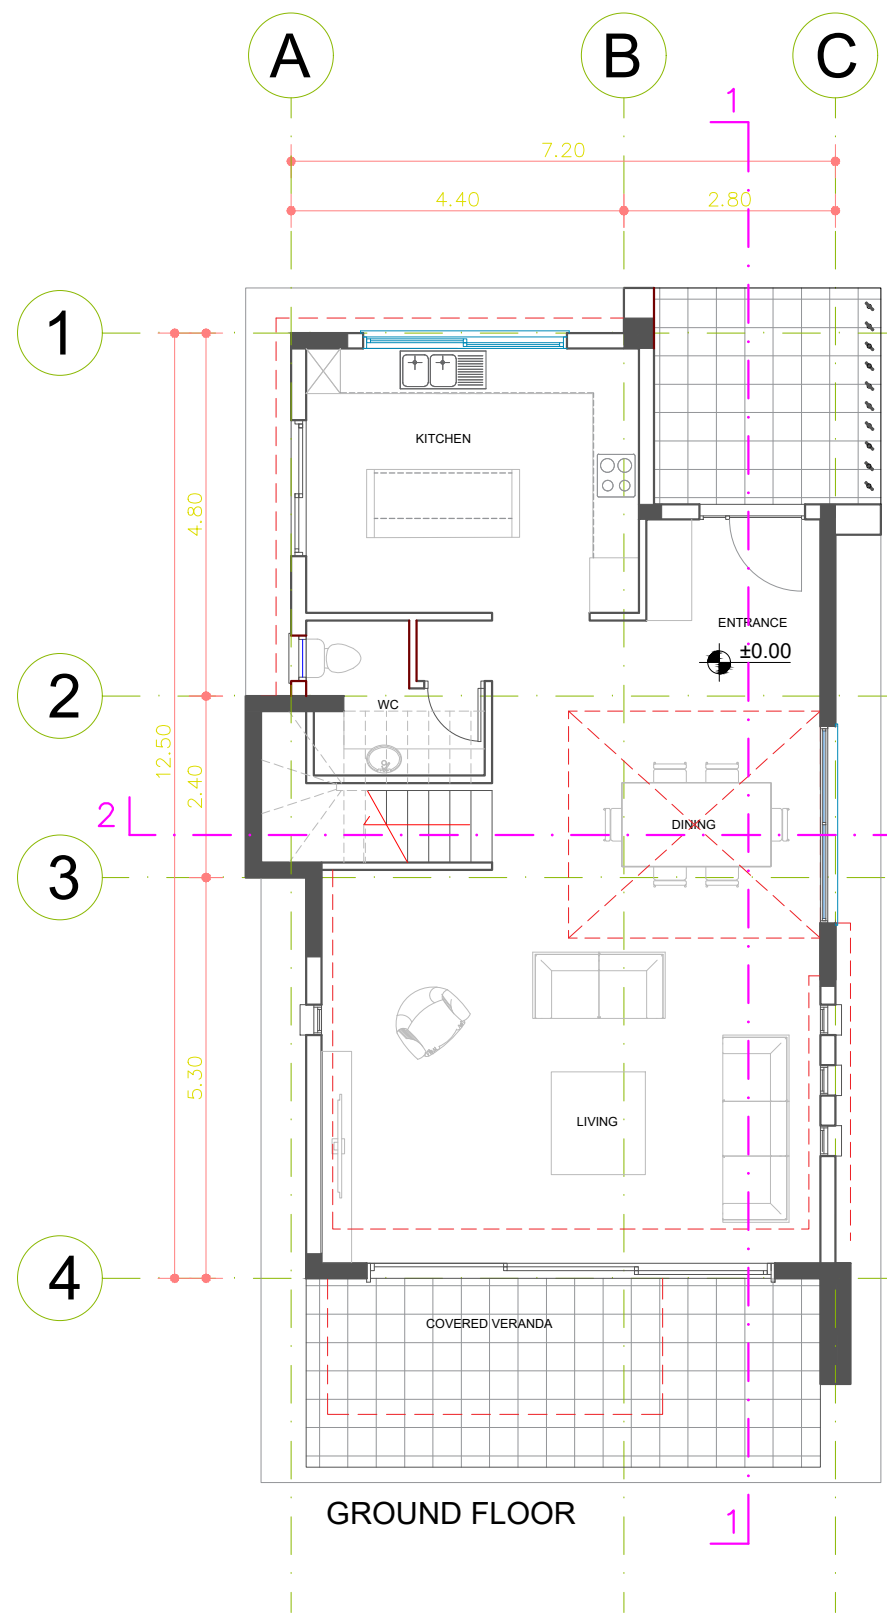 A B C
1
7.20
4.40 2.80
1
KITCHEN
4.80
ENTRANCE
±0.00
2
WC
12.50
2.40
2
DINING
3
5.30
LIVING
4
COVERED VERANDA
GROUND FLOOR
1